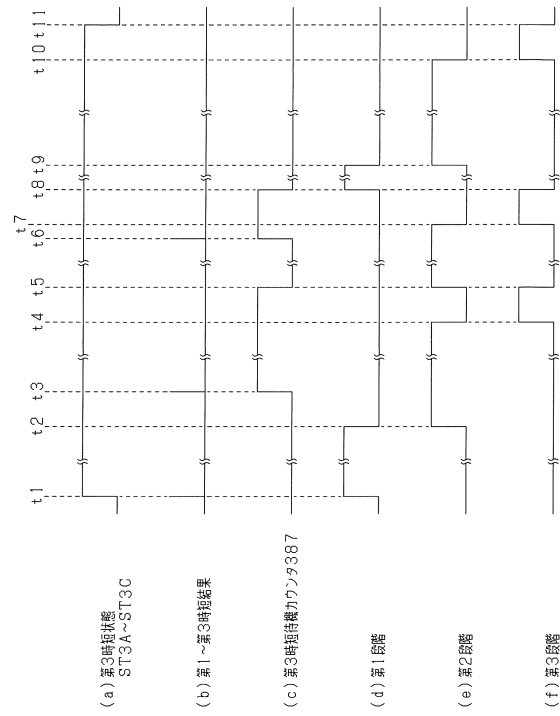 t1
t2
t3
t4
t5
t6
t7
t8
t9
t10
t11
(a)第3時短状態
ST3A～ST3C
(b)第1～第3時短結果
(c)第3時短待機カウンタ387
(d)第1段階
(e)第2段階
(f)第3段階